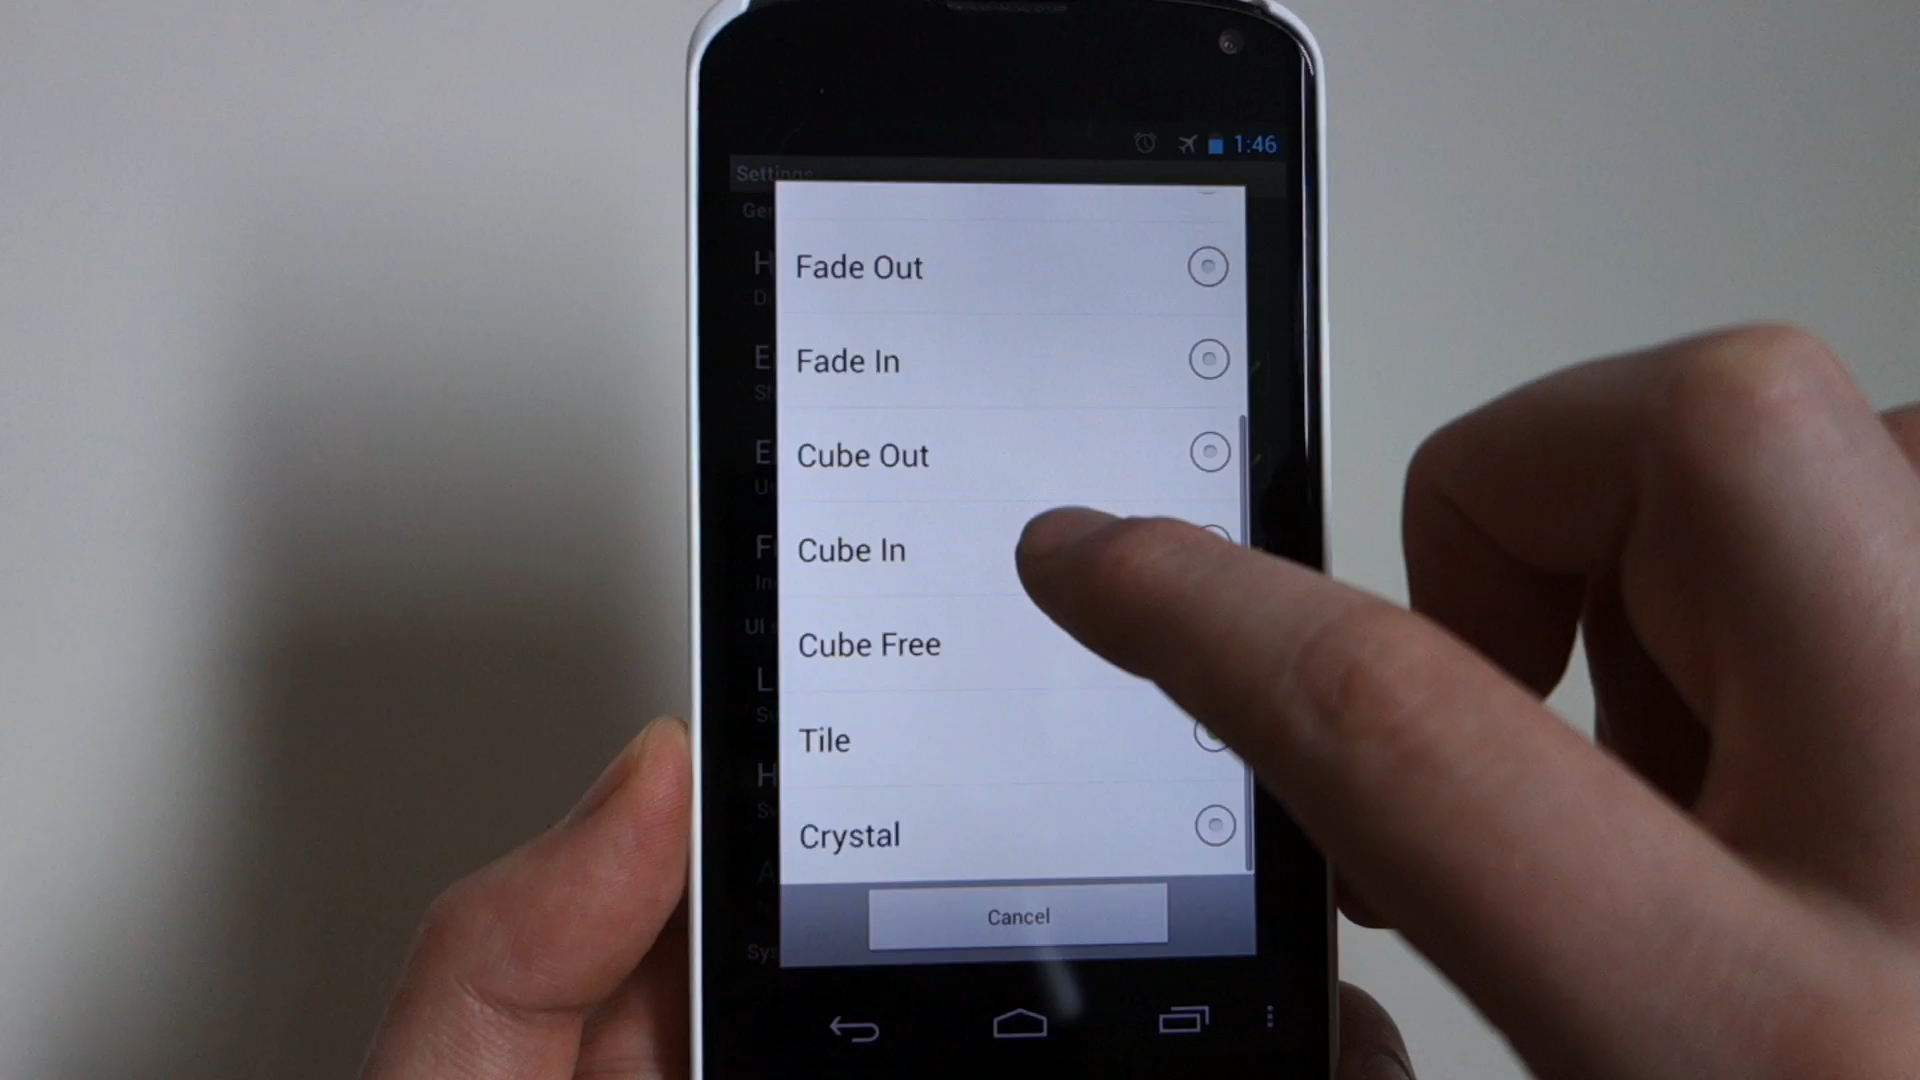 1:46
Settings
Fade Out
Fade In
Cube Out
Cube In
Cube Free
Tile
Crystal
Cancel